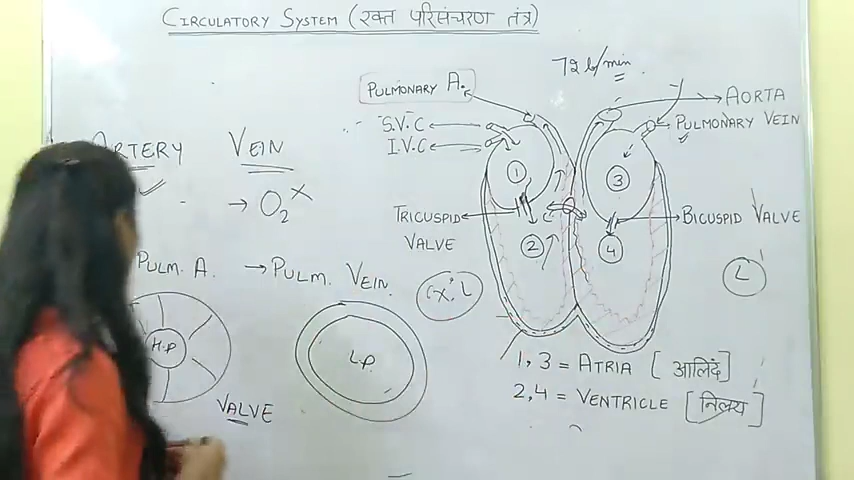 CIRCULATORY SYSTEM (रक्त परिसंचरण तंत्र)
72 b/min
PULMONARY A.
AORTA
S.V.C
PULMONARY VEIN
I.V.C
ARTERY VEIN
1
3
→ O₂ ×
TRICUSPID VALVE
BICUSPID VALVE
2
4
PULM. A. → PULM. VEIN
L
H.P
L.P.
VALVE
1,3 = ATRIA [आलिंद]
2,4 = VENTRICLE [निलय]